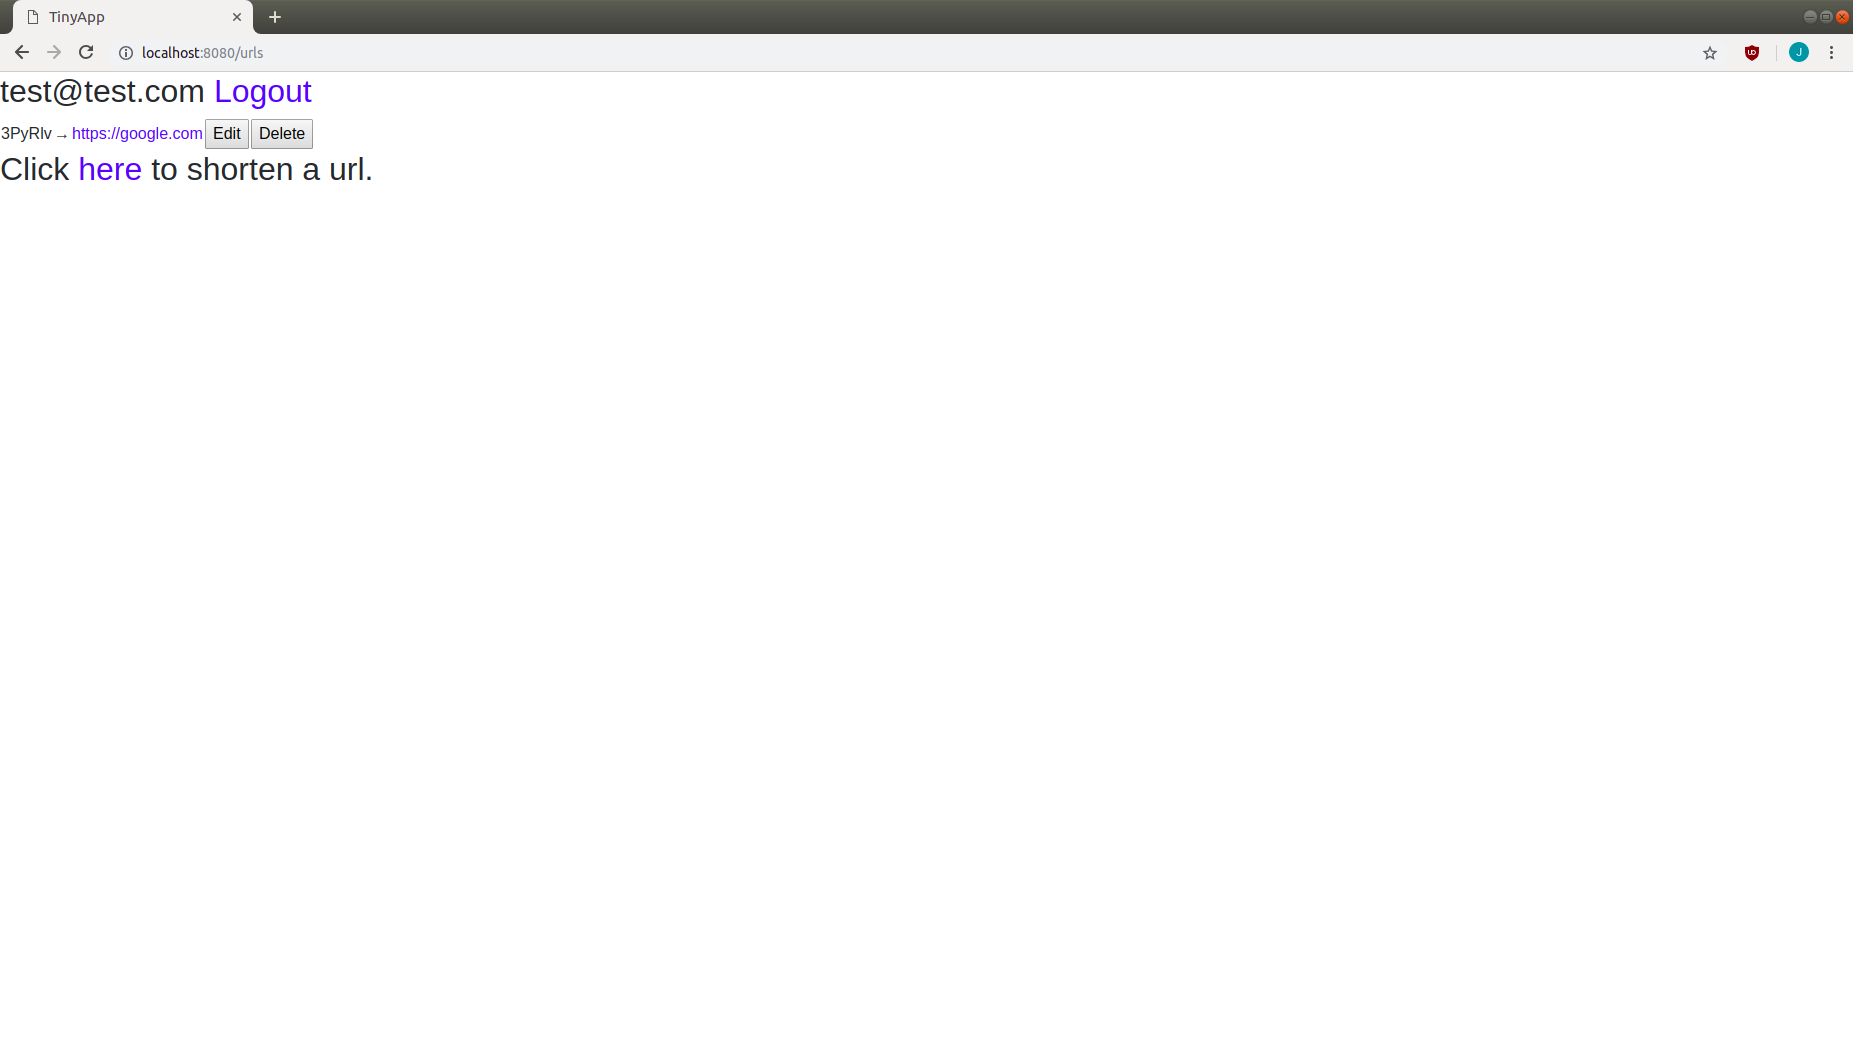 TinyApp
localhost:8080/urls
J
test@test.com Logout
3PyRlv → https://google.com Edit Delete
Click here to shorten a url.